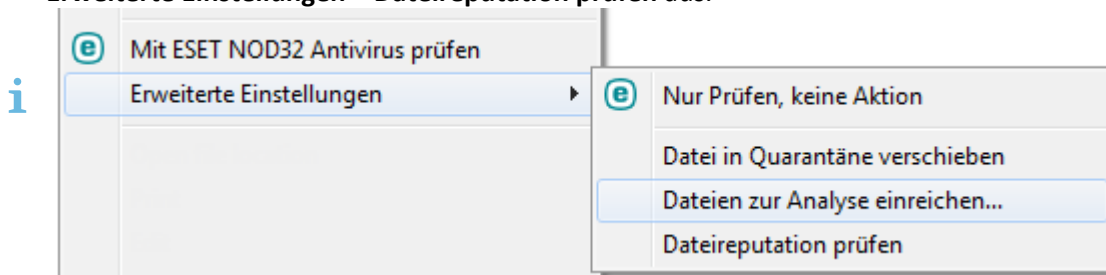 Erweiterte Einstellungen > Dateireputation prüfen aus.
Mit ESET NOD32 Antivirus prüfen
Erweiterte Einstellungen
Nur Prüfen, keine Aktion
Datei in Quarantäne verschieben
Dateien zur Analyse einreichen...
Dateireputation prüfen